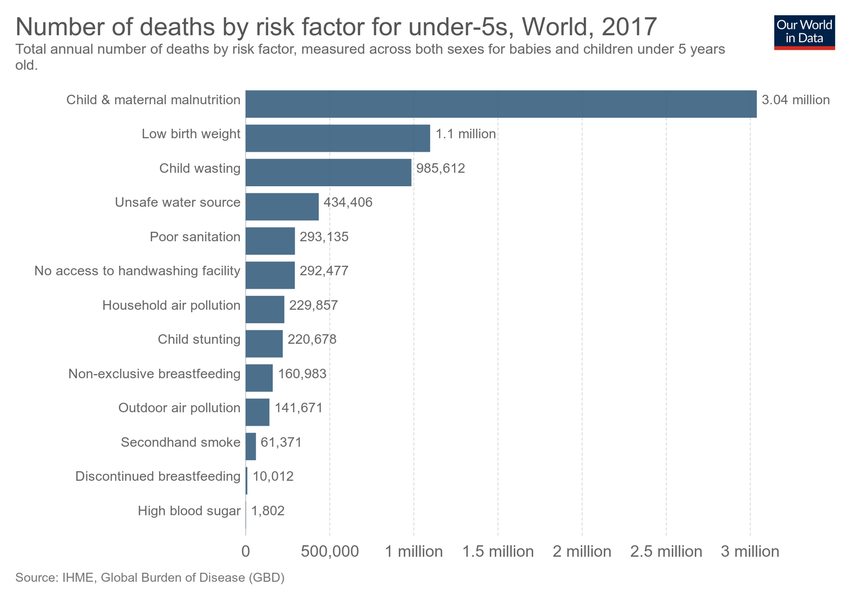 Number of deaths by risk factor for under-5s, World, 2017
Our World
in Data
Total annual number of deaths by risk factor, measured across both sexes for babies and children under 5 years
old.
Child & maternal malnutrition 3.04 million
Low birth weight 1.1 million
Child wasting 985,612
Unsafe water source 434,406
Poor sanitation 293,135
No access to handwashing facility 292,477
Household air pollution 229,857
Child stunting 220,678
Non-exclusive breastfeeding 160,983
Outdoor air pollution 141,671
Secondhand smoke 61,371
Discontinued breastfeeding 10,012
High blood sugar 1,802
0 500,000 1 million 1.5 million 2 million 2.5 million 3 million
Source: IHME, Global Burden of Disease (GBD)